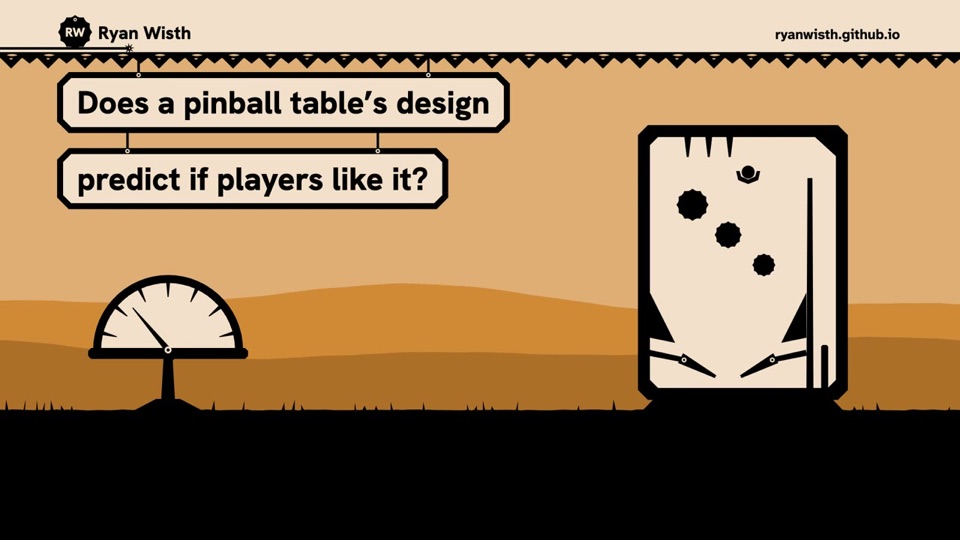 RW
Ryan Wisth
ryanwisth.github.io
Does a pinball table’s design
predict if players like it?